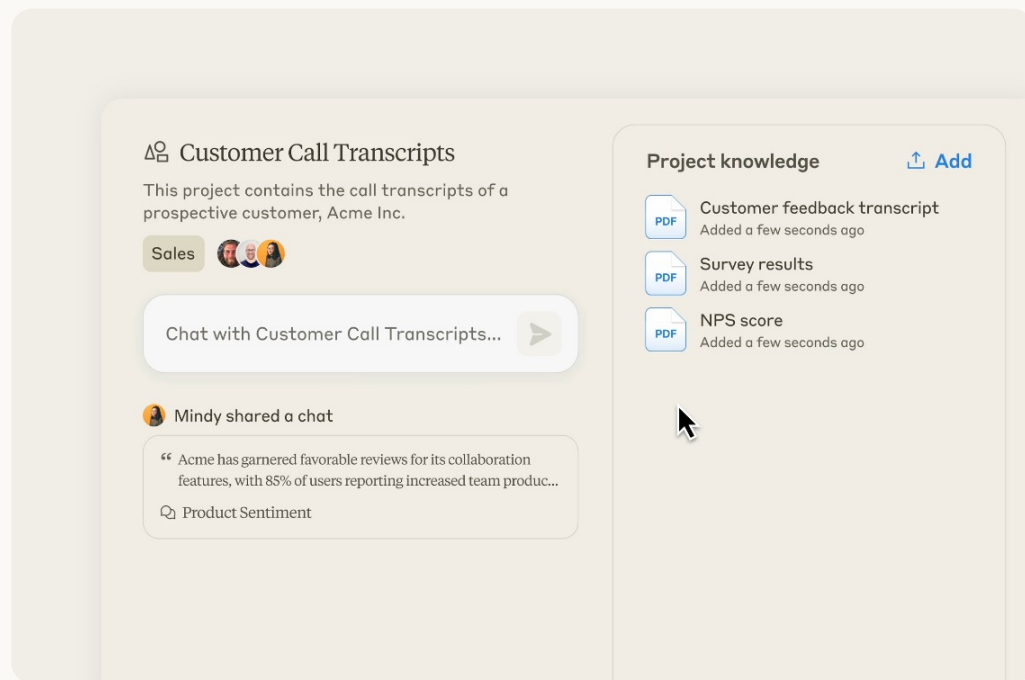 Customer Call Transcripts
This project contains the call transcripts of a
prospective customer, Acme Inc.
Sales
Chat with Customer Call Transcripts...
Mindy shared a chat
“ Acme has garnered favorable reviews for its collaboration
features, with 85% of users reporting increased team produc...
Product Sentiment
Project knowledge
Add
PDF
Customer feedback transcript
Added a few seconds ago
PDF
Survey results
Added a few seconds ago
PDF
NPS score
Added a few seconds ago